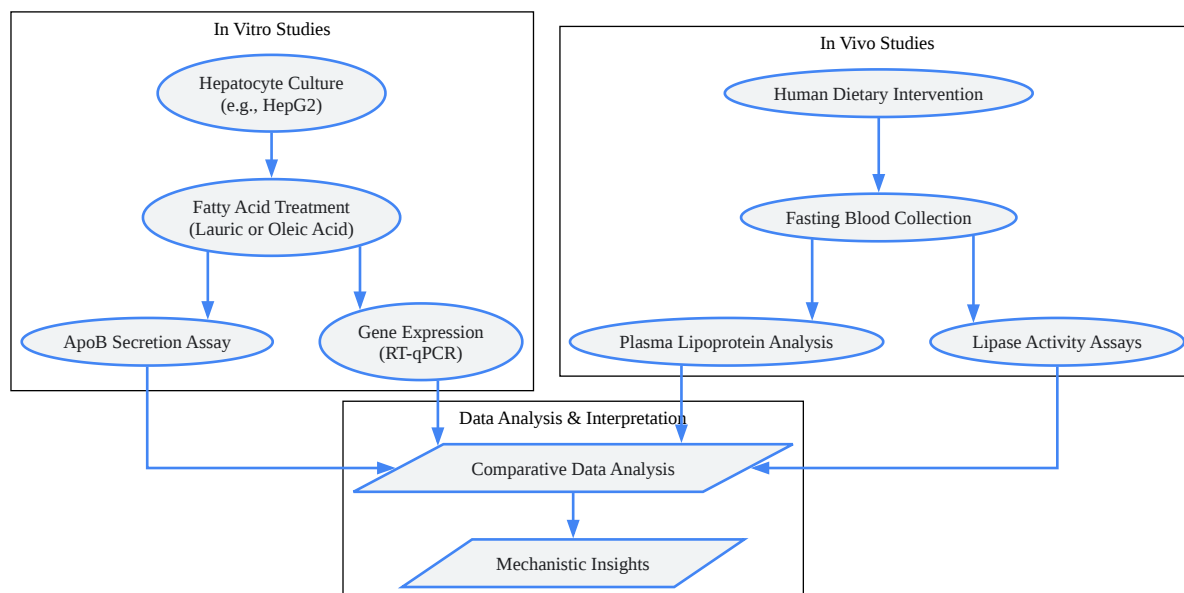 In Vitro Studies
Hepatocyte Culture
(e.g., HepG2)
Fatty Acid Treatment
(Lauric or Oleic Acid)
ApoB Secretion Assay
Gene Expression
(RT-qPCR)
In Vivo Studies
Human Dietary Intervention
Fasting Blood Collection
Plasma Lipoprotein Analysis
Lipase Activity Assays
Data Analysis & Interpretation
Comparative Data Analysis
Mechanistic Insights